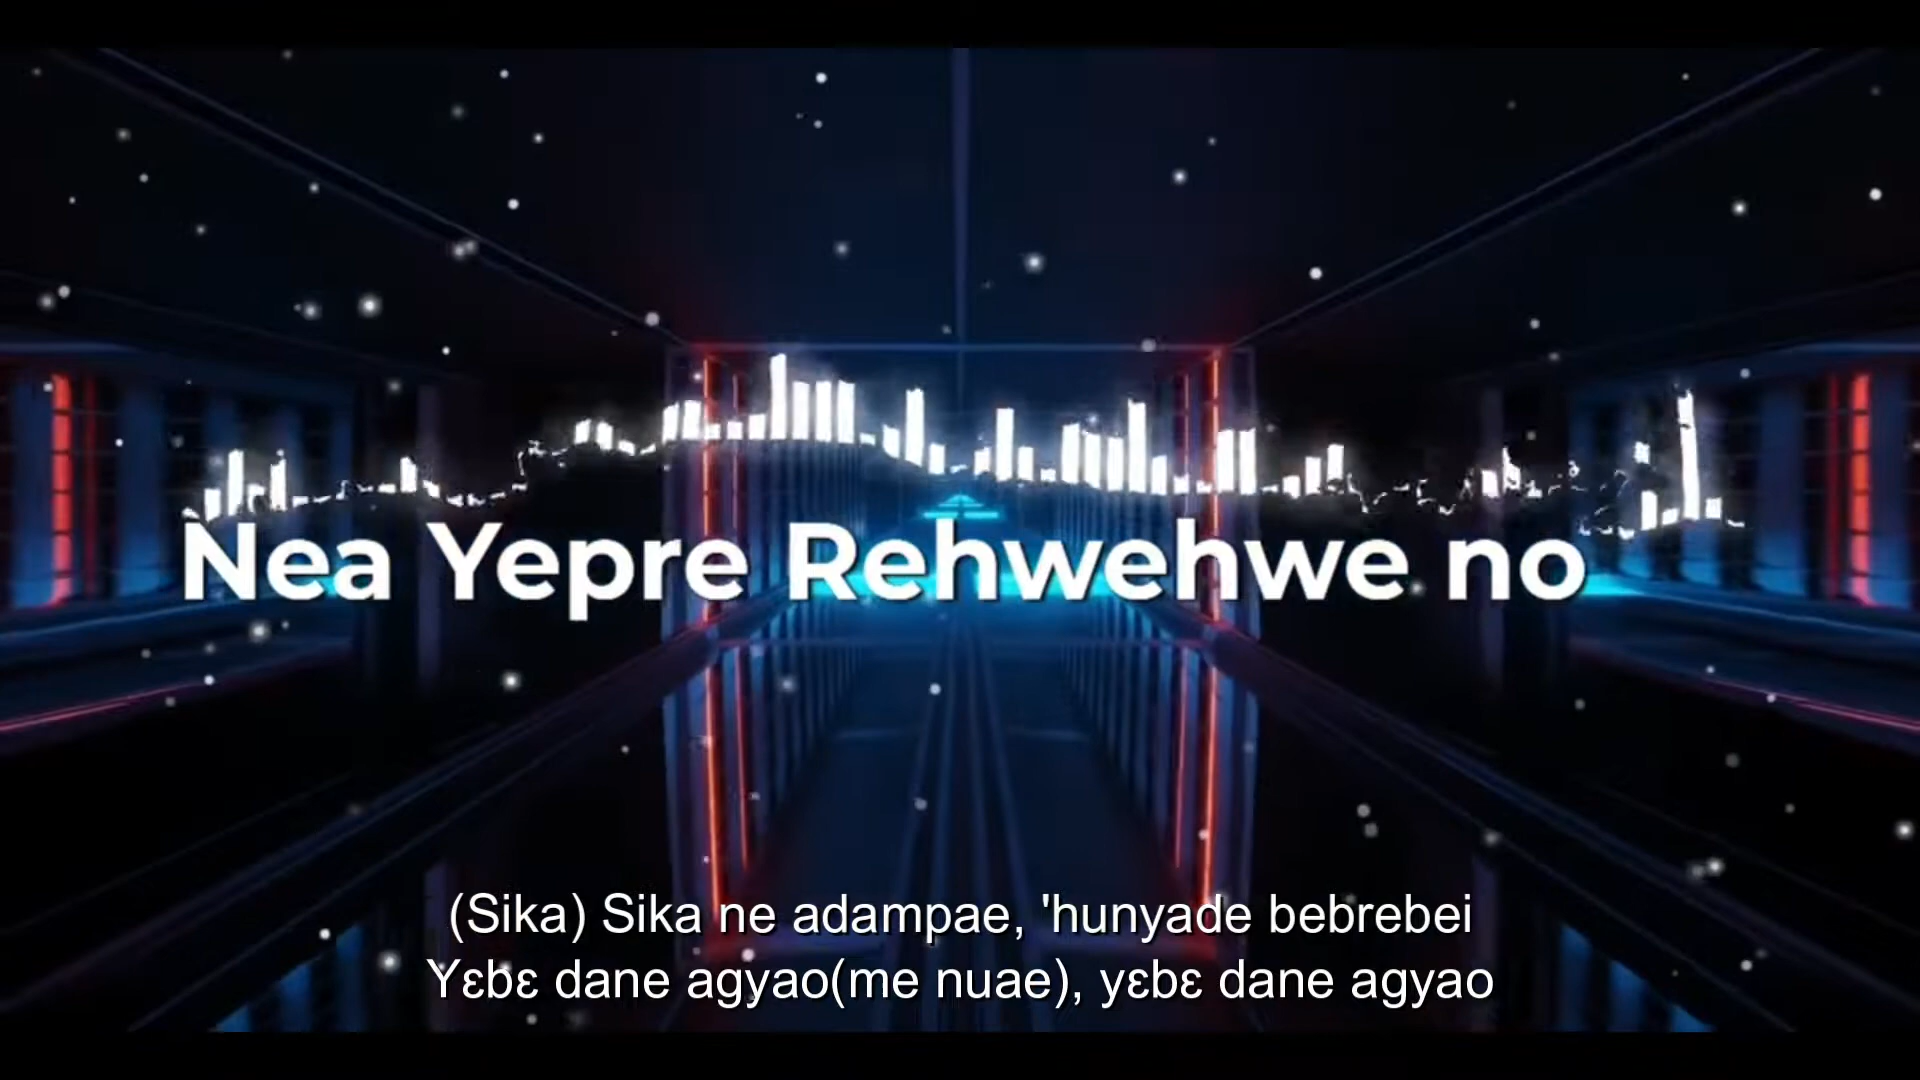 Nea Yepre Rehwehwe no
(Sika) Sika ne adampae, 'hunyade bebrebei
Yɛbɛ dane agyao(me nuae), yɛbɛ dane agyao